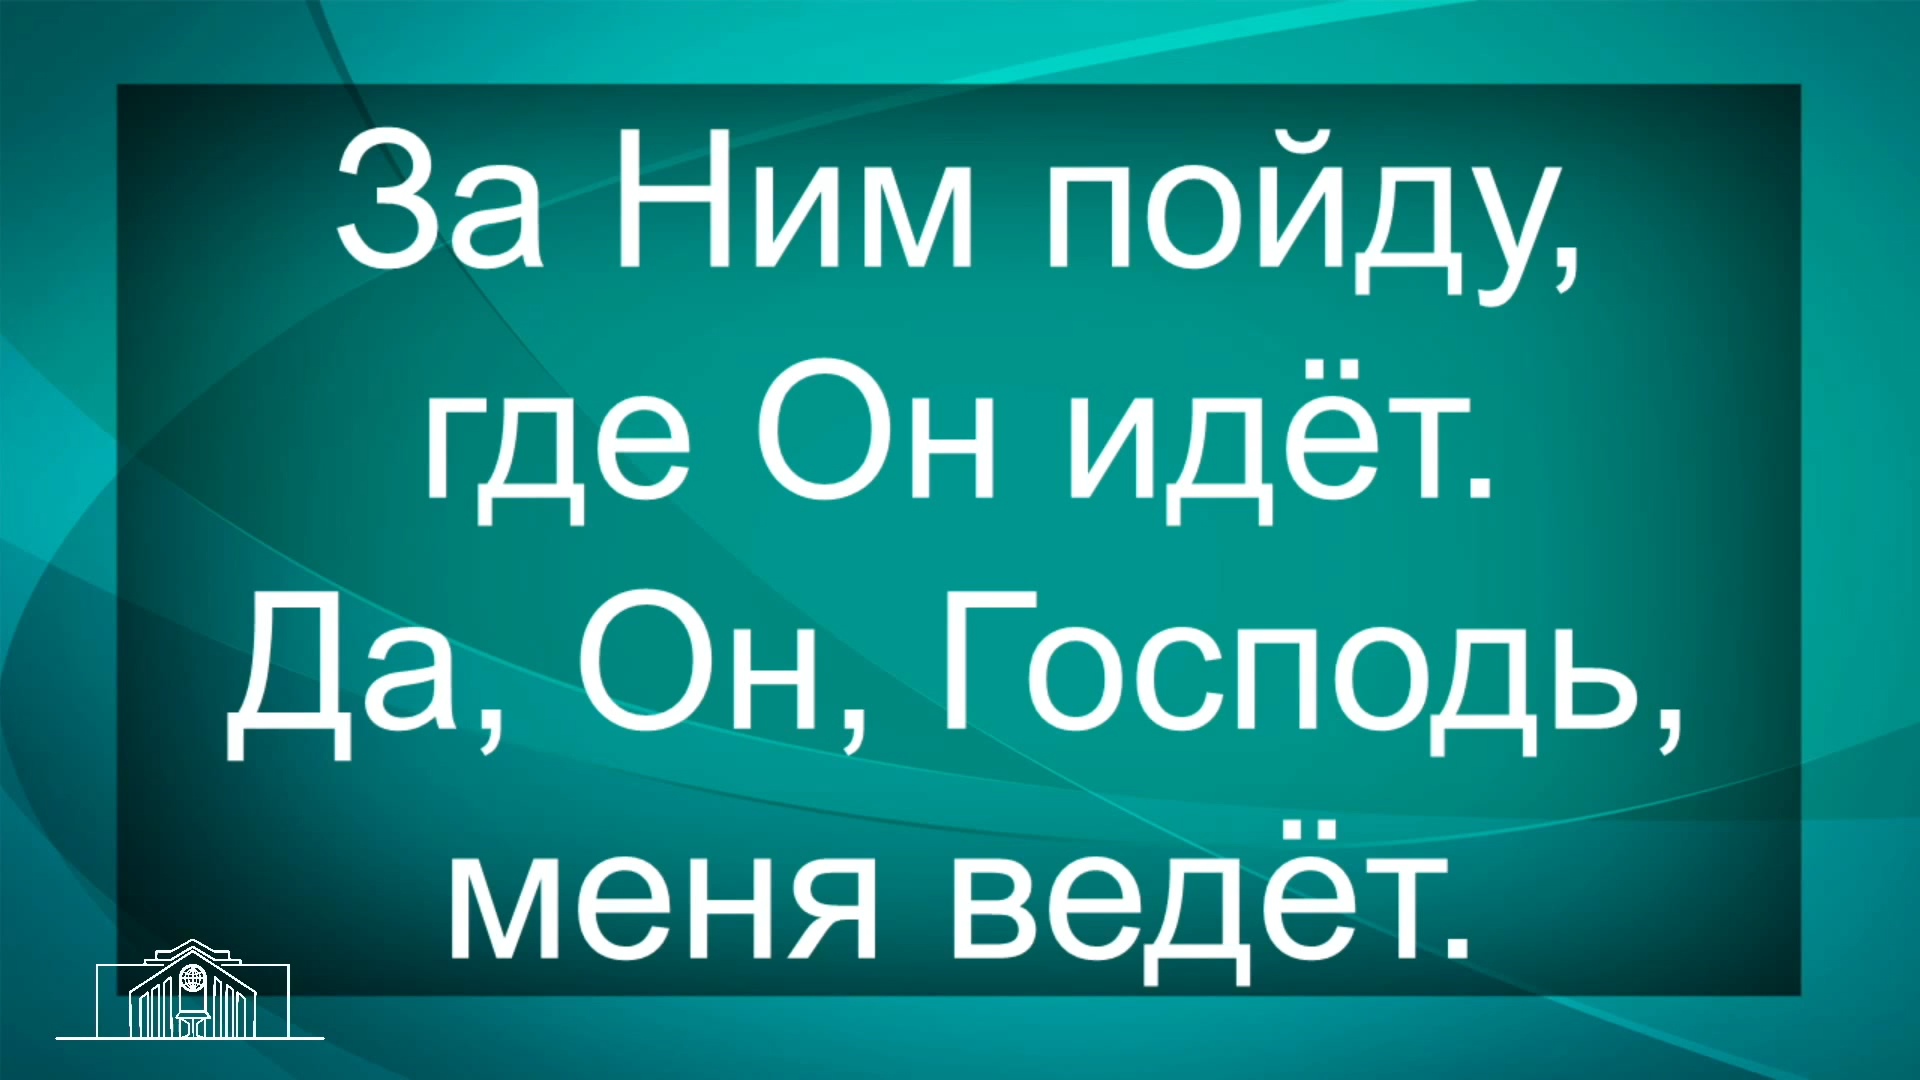 За Ним пойду,
где Он идёт.
Да, Он, Господь,
меня ведёт.